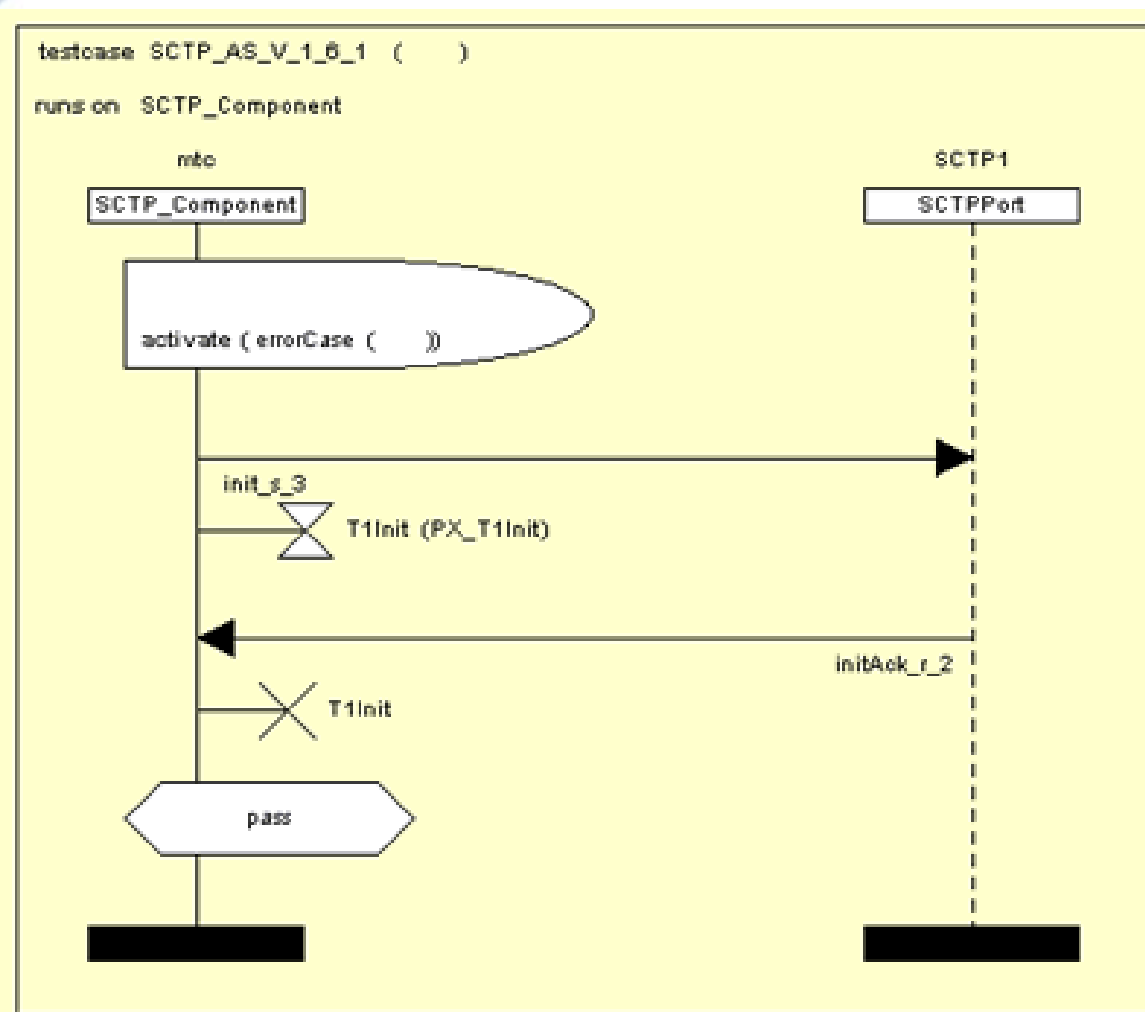 testcase SCTP_AS_V_1_6_1 ( )
runs on SCTP_Component
mtc
SCTP1
SCTP_Component
SCTPPort
activate ( errorCase ( ))
init_s_3
T1Init (PX_T1Init)
initAck_r_2
T1Init
pass